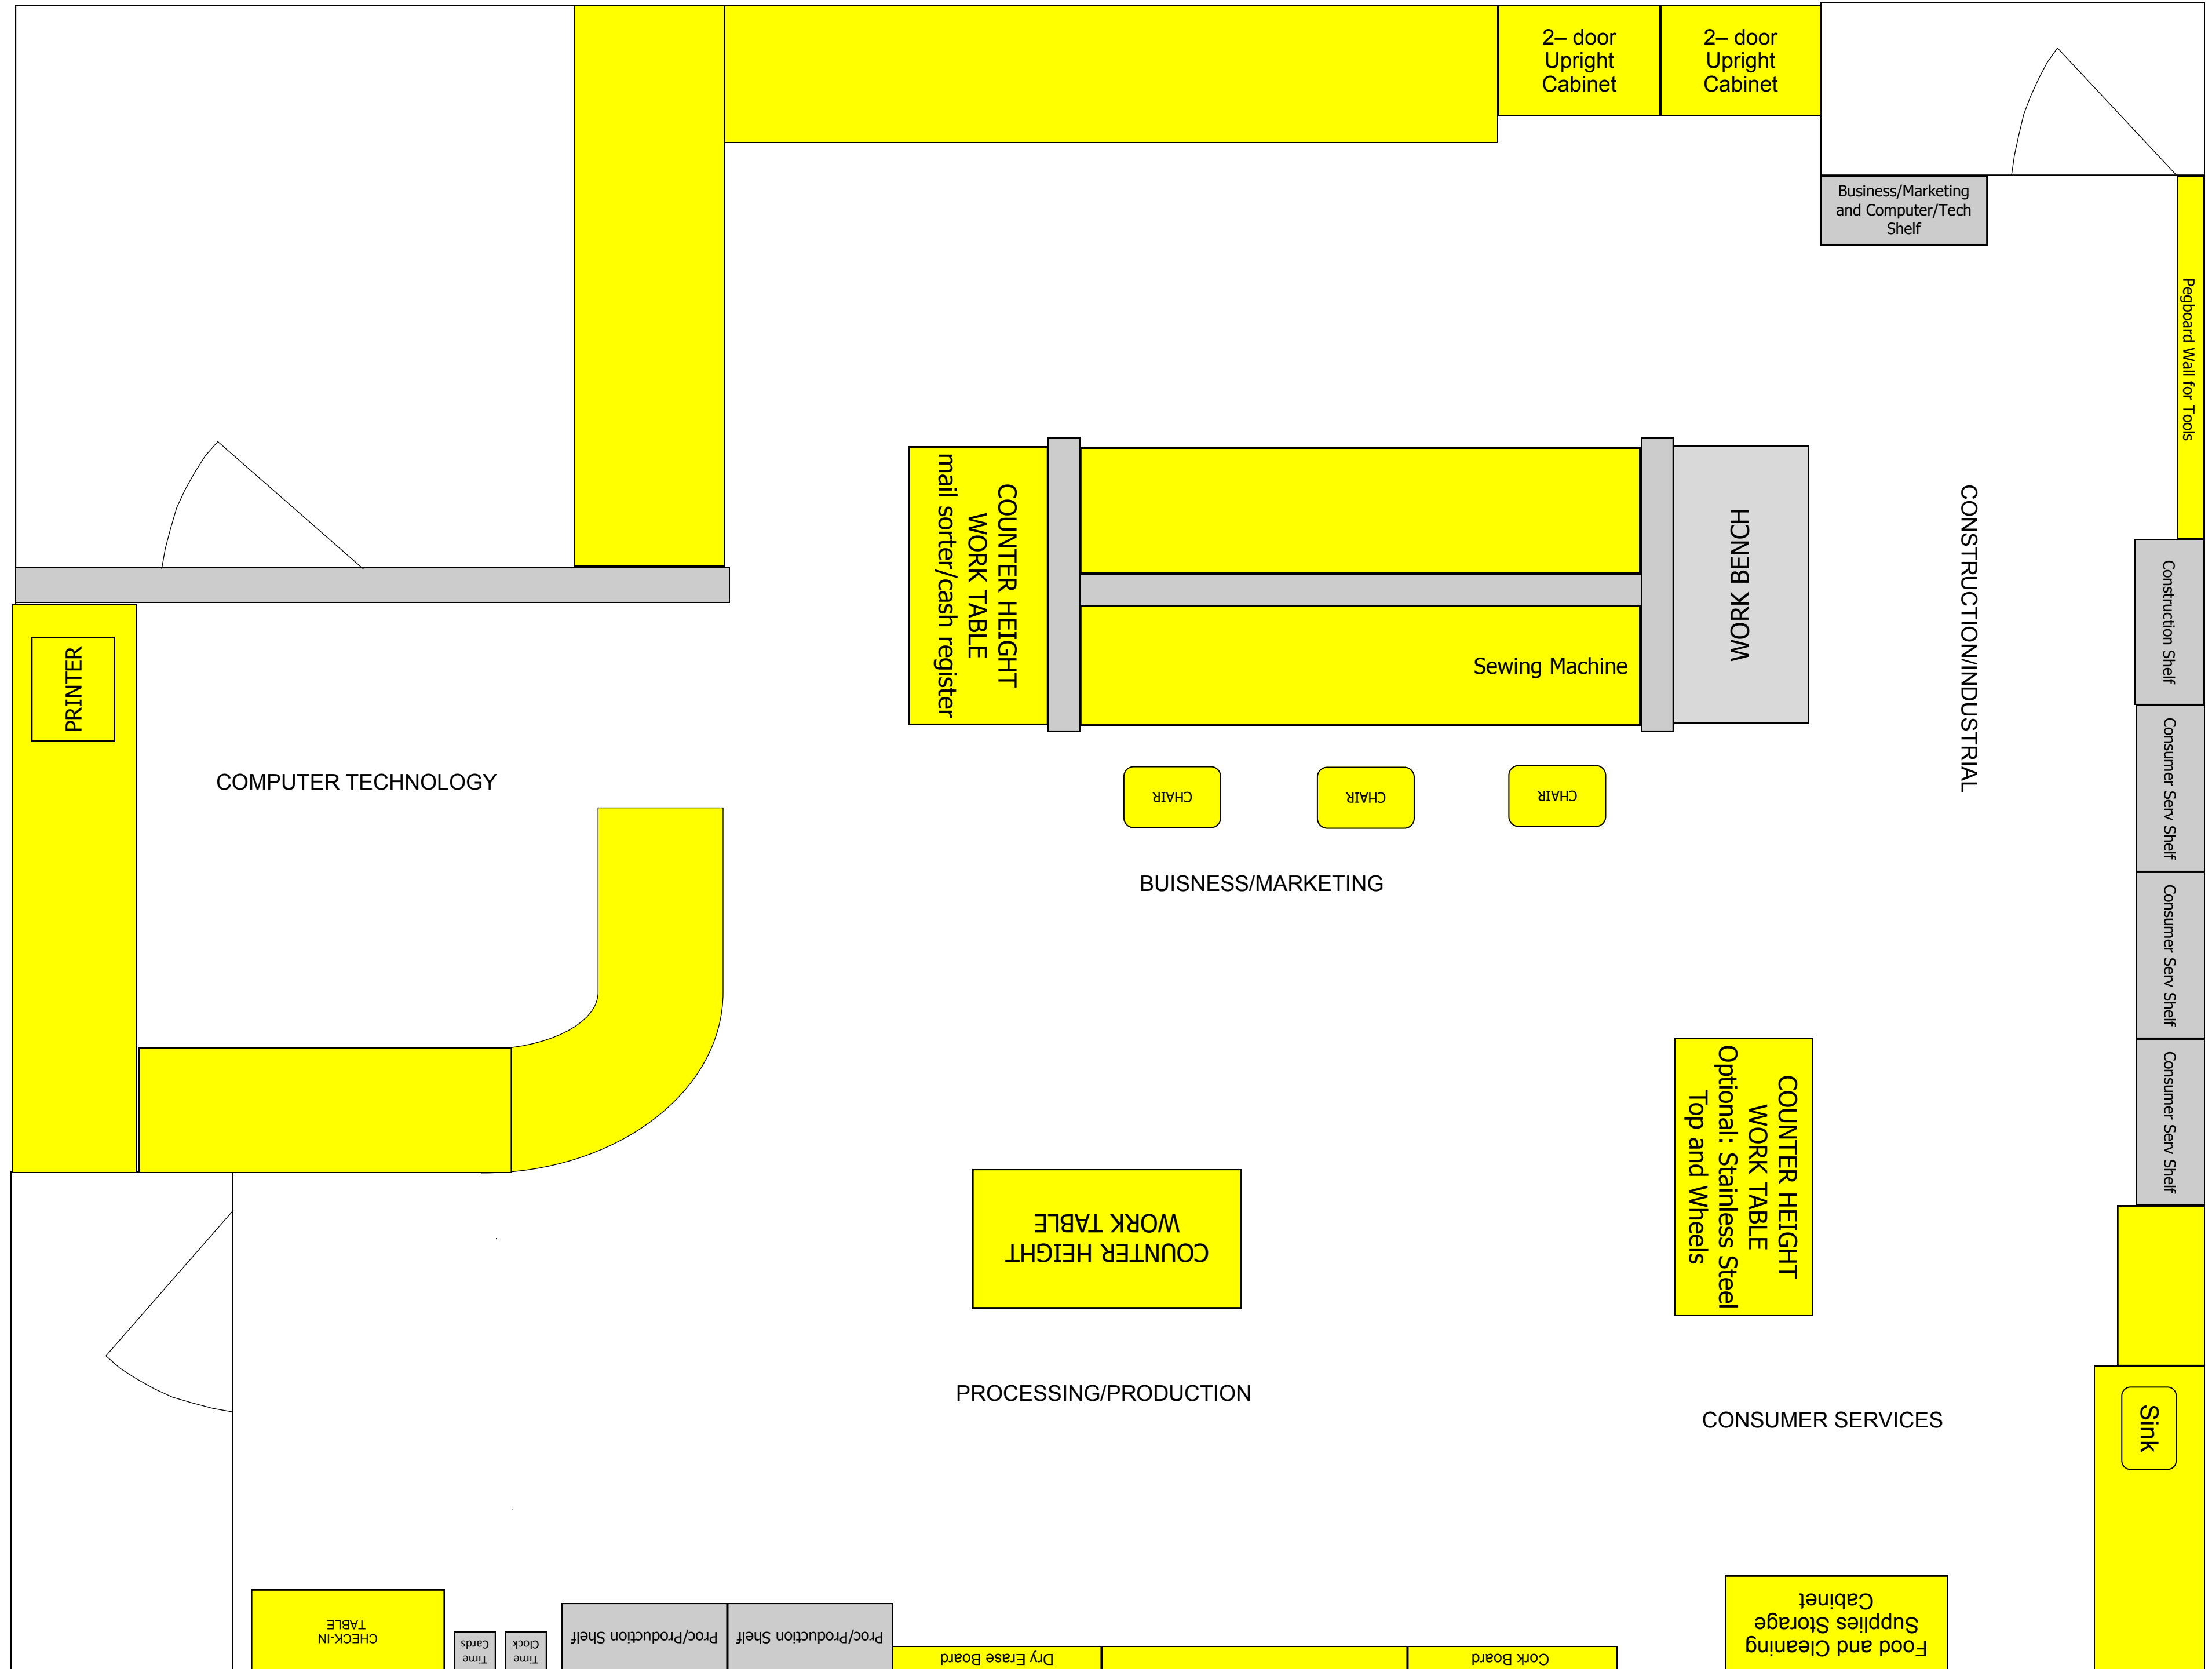 2– door
Upright
Cabinet
2– door
Upright
Cabinet
Business/Marketing
and Computer/Tech
Shelf
Pegboard Wall for Tools
COUNTER HEIGHT
WORK TABLE
mail sorter/cash register
WORK BENCH
CONSTRUCTION/INDUSTRIAL
Construction Shelf
Sewing Machine
PRINTER
COMPUTER TECHNOLOGY
CHAIR
CHAIR
CHAIR
Consumer Serv Shelf
BUISNESS/MARKETING
Consumer Serv Shelf
COUNTER HEIGHT
WORK TABLE
Optional: Stainless Steel
Top and Wheels
Consumer Serv Shelf
COUNTER HEIGHT
WORK TABLE
PROCESSING/PRODUCTION
CONSUMER SERVICES
Sink
CHECK-IN
TABLE
Time
Cards
Time
Clock
Proc/Production Shelf
Proc/Production Shelf
Dry Erase Board
Cork Board
Food and Cleaning
Supplies Storage
Cabinet